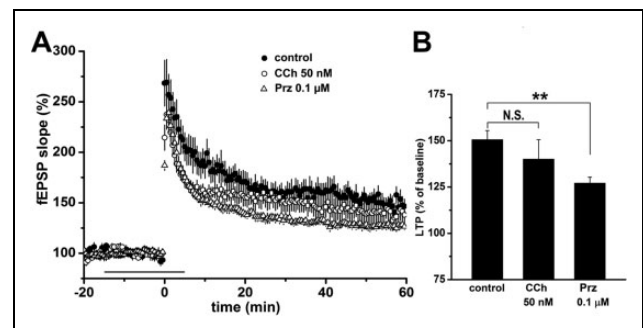 A
300
250
200
150
100
fEPSP slope (%)
control
CCh 50 nM
Prz 0.1 µM
-20 0 20 40 60
time (min)
B
175
150
125
100
75
LTP (% of baseline)
**
N.S.
control CCh Prz
50 nM 0.1 µM